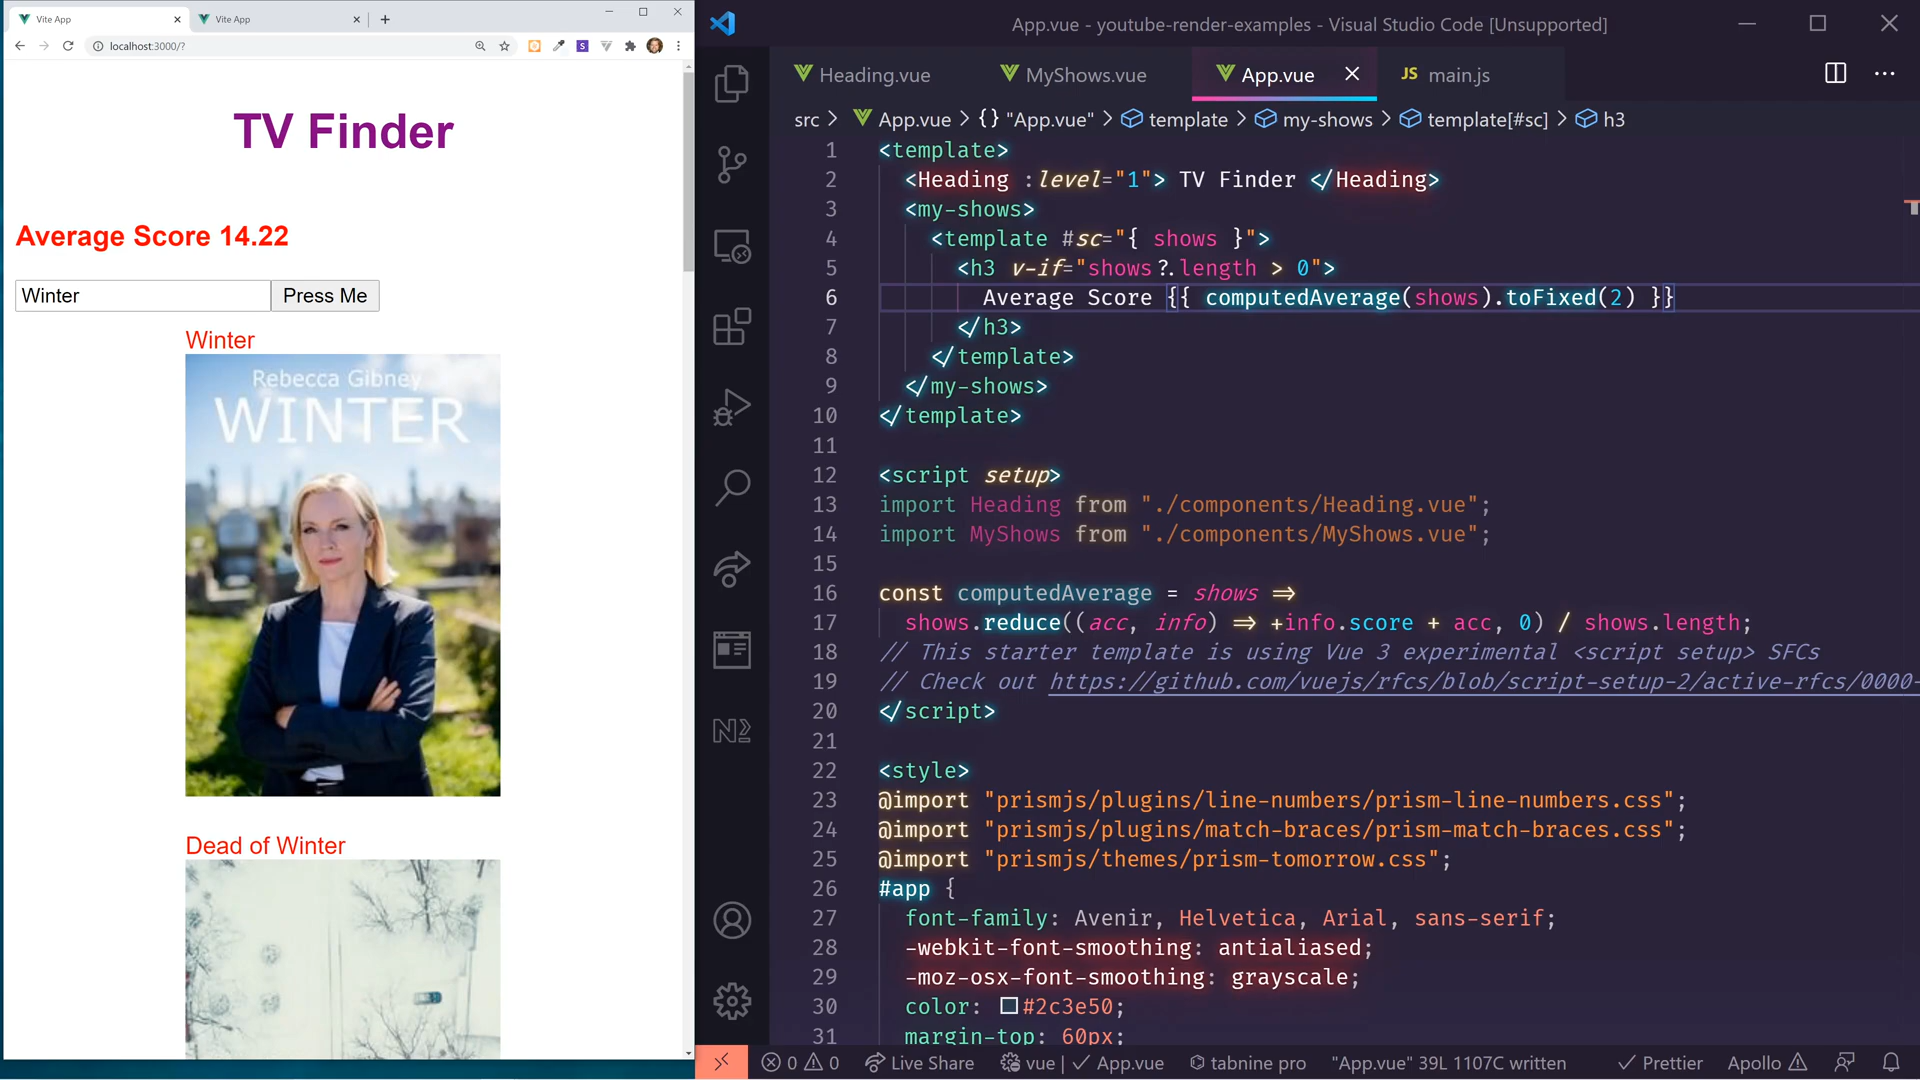 Vite App
Vite App
localhost:3000/?
TV Finder
Average Score 14.22
Winter
Press Me
Winter
Rebecca Gibney
WINTER
Dead of Winter
App.vue - youtube-render-examples - Visual Studio Code [Unsupported]
Heading.vue
MyShows.vue
App.vue
JS main.js
src > App.vue > {} "App.vue" > template > my-shows > template[#sc] > h3
1 <template>
2 <Heading :level="1"> TV Finder </Heading>
3 <my-shows>
4 <template #sc="{ shows }">
5 <h3 v-if="shows?.length > 0">
6 Average Score {{ computedAverage(shows).toFixed(2) }}
7 </h3>
8 </template>
9 </my-shows>
10 </template>
11
12 <script setup>
13 import Heading from "./components/Heading.vue";
14 import MyShows from "./components/MyShows.vue";
15
16 const computedAverage = shows =>
17 shows.reduce((acc, info) => +info.score + acc, 0) / shows.length;
18 // This starter template is using Vue 3 experimental <script setup> SFCs
19 // Check out https://github.com/vuejs/rfcs/blob/script-setup-2/active-rfcs/0000-
20 </script>
21
22 <style>
23 @import "prismjs/plugins/line-numbers/prism-line-numbers.css";
24 @import "prismjs/plugins/match-braces/prism-match-braces.css";
25 @import "prismjs/themes/prism-tomorrow.css";
26 #app {
27 font-family: Avenir, Helvetica, Arial, sans-serif;
28 -webkit-font-smoothing: antialiased;
29 -moz-osx-font-smoothing: grayscale;
30 color: #2c3e50;
31 margin-top: 60px;
0 0 Live Share vue | App.vue tabnine pro "App.vue" 39L 1107C written Prettier Apollo